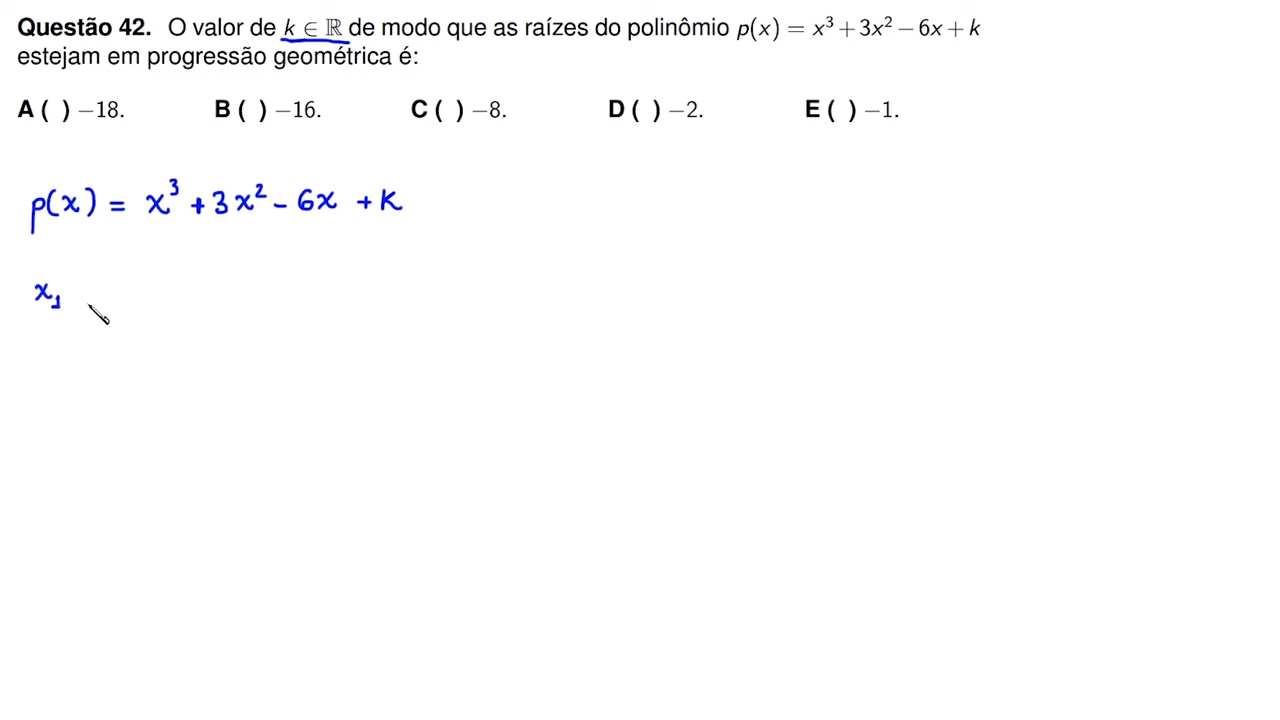 Questão 42. O valor de k ∈ ℝ de modo que as raízes do polinômio p(x) = x³ + 3x² − 6x + k
estejam em progressão geométrica é:
A ( ) −18. B ( ) −16. C ( ) −8. D ( ) −2. E ( ) −1.
p(x) = x³ + 3x² − 6x + k
x₁